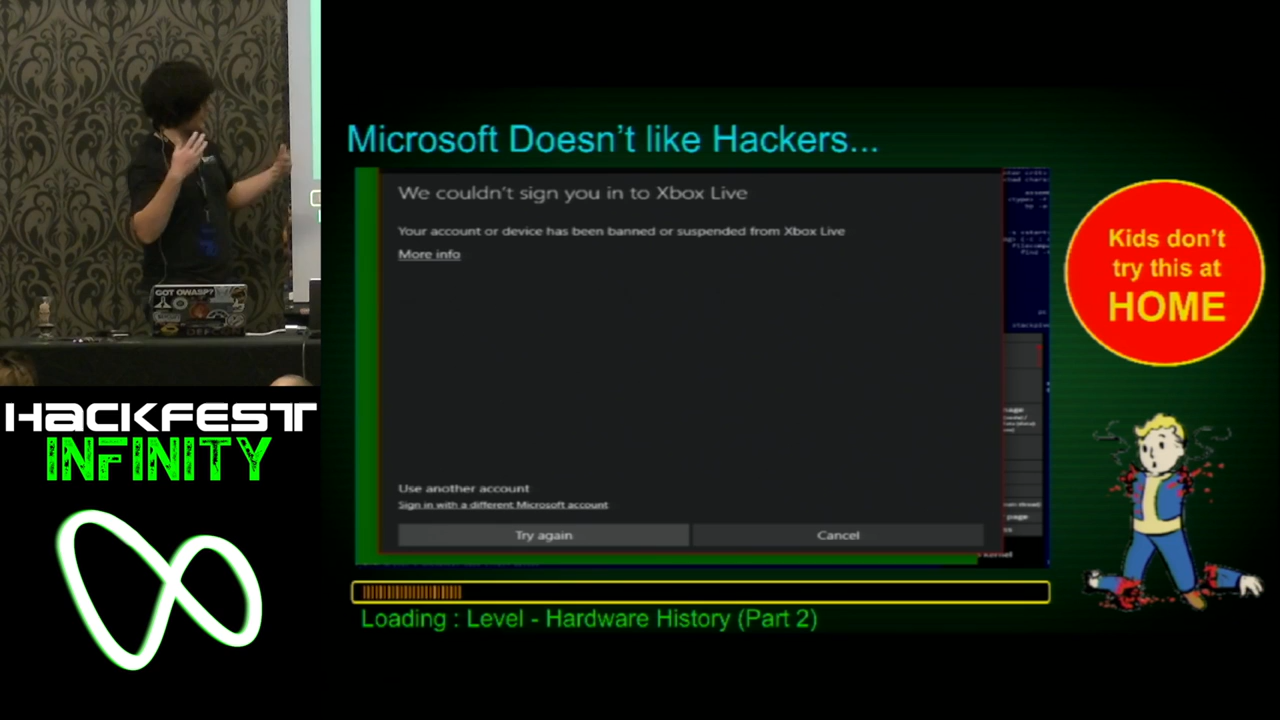 Microsoft Doesn't like Hackers...
We couldn't sign you in to Xbox Live
Your account or device has been banned or suspended from Xbox Live
More info
Use another account
Sign in with a different Microsoft account
Try again
Cancel
Kids don't
try this at
HOME
Loading : Level - Hardware History (Part 2)
GOT OWASP?
HACKFEST
INFINITY